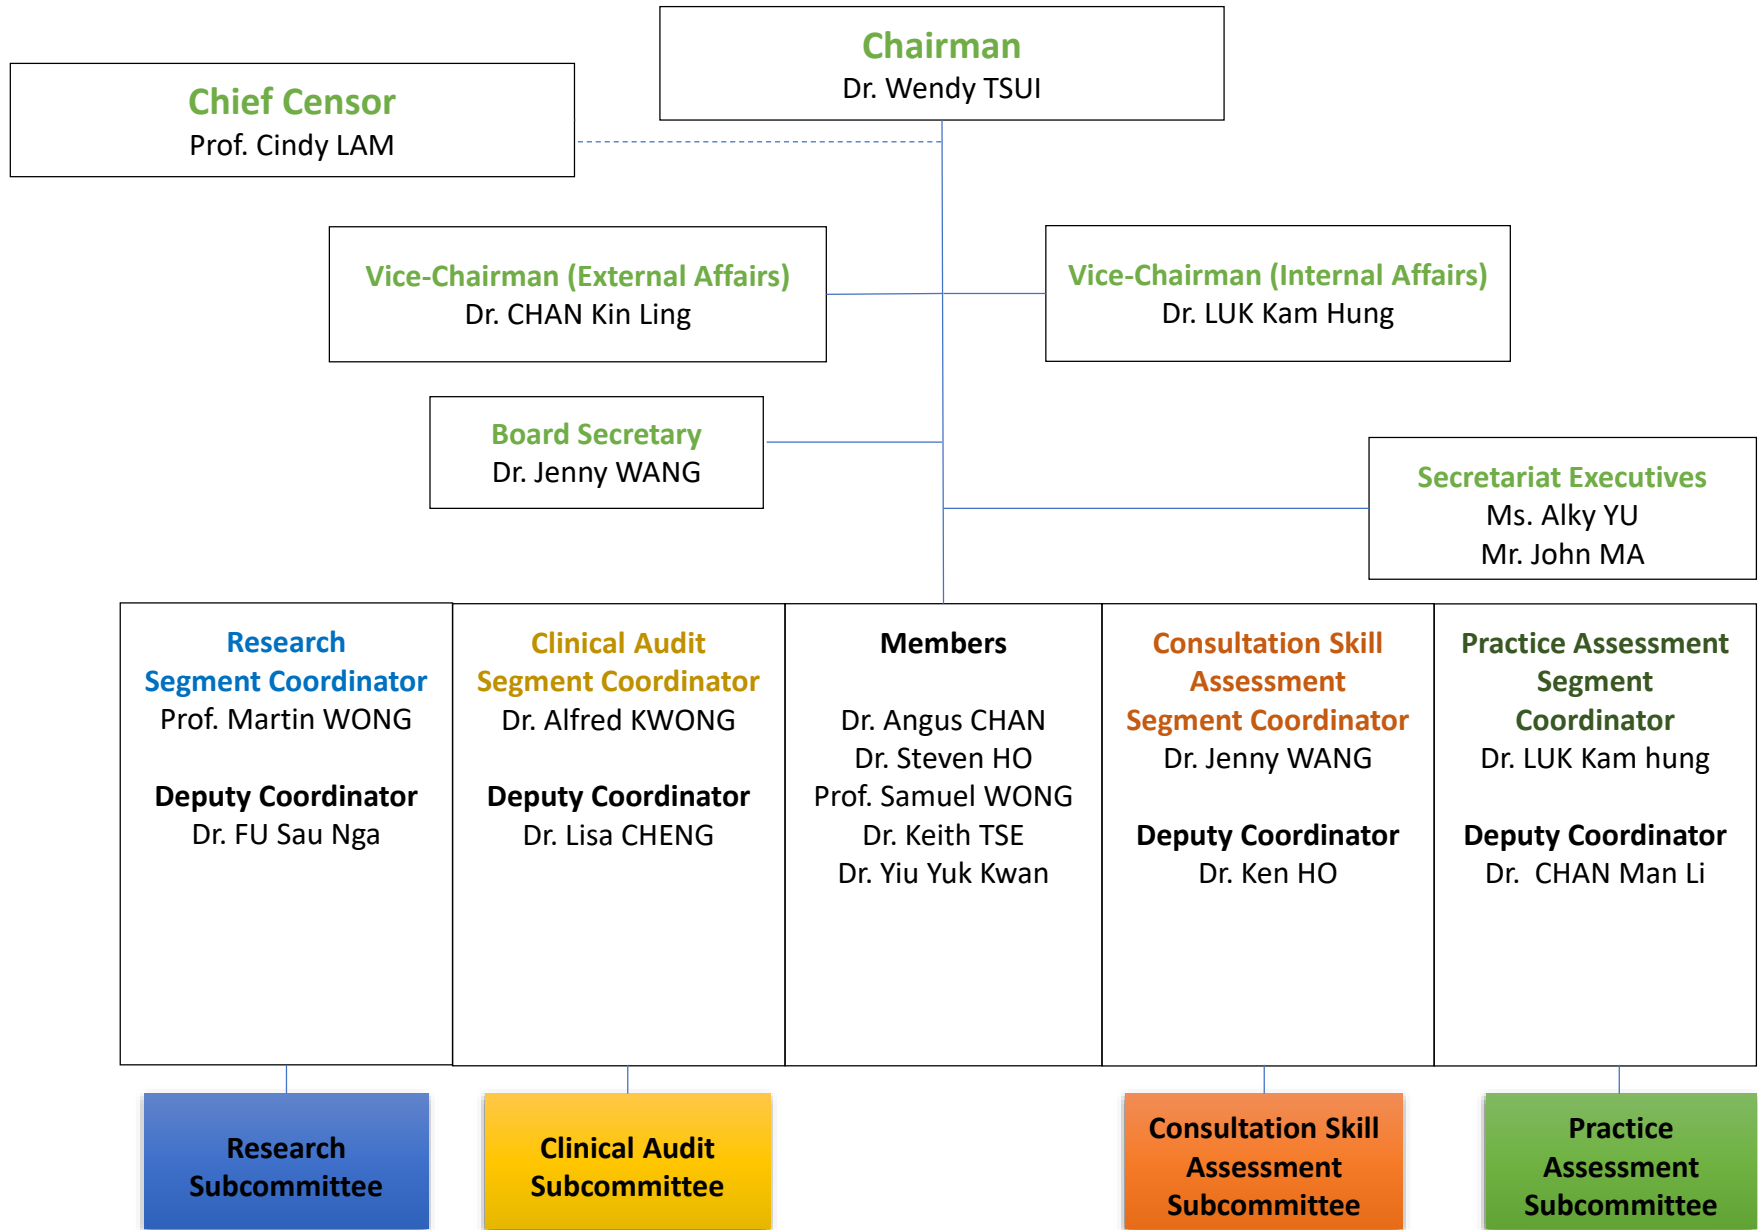 Chairman
Dr. Wendy TSUI
Chief Censor
Prof. Cindy LAM
Vice-Chairman (External Affairs)
Dr. CHAN Kin Ling
Vice-Chairman (Internal Affairs)
Dr. LUK Kam Hung
Board Secretary
Dr. Jenny WANG
Secretariat Executives
Ms. Alky YU
Mr. John MA
Research
Segment Coordinator
Prof. Martin WONG
Deputy Coordinator
Dr. FU Sau Nga
Clinical Audit
Segment Coordinator
Dr. Alfred KWONG
Deputy Coordinator
Dr. Lisa CHENG
Members
Dr. Angus CHAN
Dr. Steven HO
Prof. Samuel WONG
Dr. Keith TSE
Dr. Yiu Yuk Kwan
Consultation Skill
Assessment
Segment Coordinator
Dr. Jenny WANG
Deputy Coordinator
Dr. Ken HO
Practice Assessment
Segment
Coordinator
Dr. LUK Kam hung
Deputy Coordinator
Dr. CHAN Man Li
Research
Subcommittee
Clinical Audit
Subcommittee
Consultation Skill
Assessment
Subcommittee
Practice
Assessment
Subcommittee